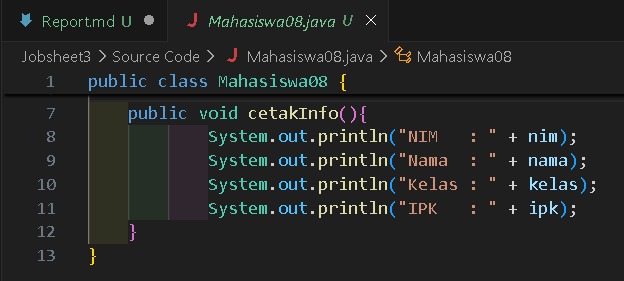 Report.md U
Mahasiswa08.java U
Jobsheet3 > Source Code > Mahasiswa08.java > Mahasiswa08
1 public class Mahasiswa08 {
7     public void cetakInfo(){
8             System.out.println("NIM   : " + nim);
9             System.out.println("Nama  : " + nama);
10             System.out.println("Kelas : " + kelas);
11             System.out.println("IPK   : " + ipk);
12     }
13 }